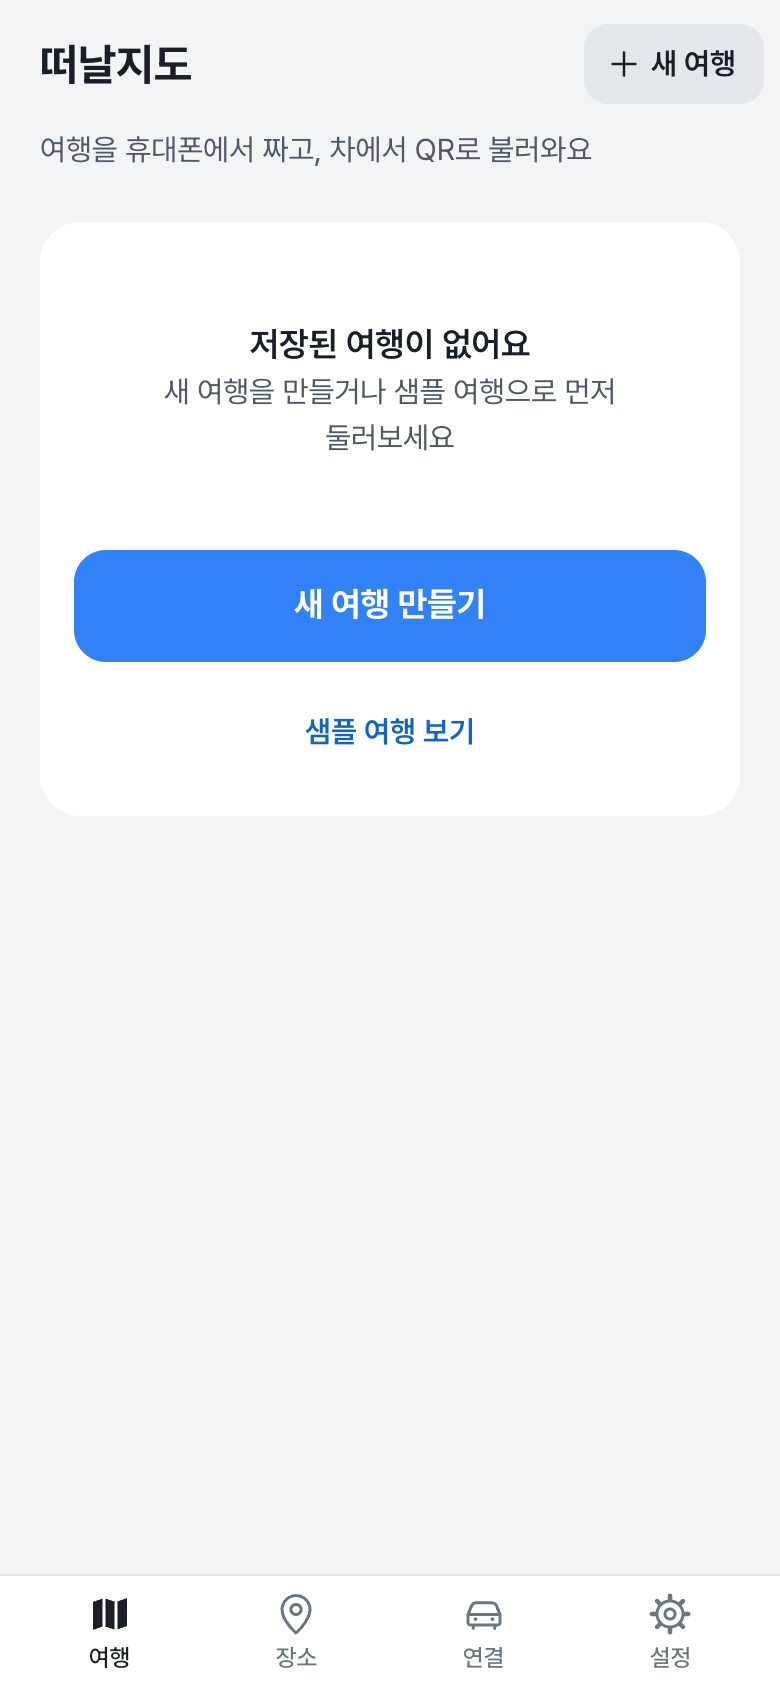 떠날지도
새 여행
여행을 휴대폰에서 짜고, 차에서 QR로 불러와요
저장된 여행이 없어요
새 여행을 만들거나 샘플 여행으로 먼저
둘러보세요
새 여행 만들기
샘플 여행 보기
여행
장소
연결
설정